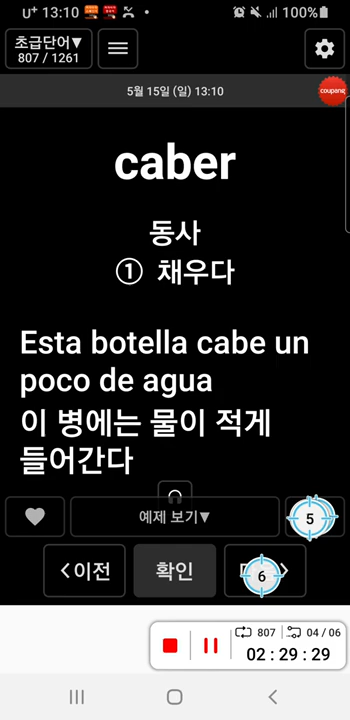 U+ 13:10 100%
초급단어▼
807 / 1261
5월 15일 (일) 13:10
coupang
caber
동사
① 채우다
Esta botella cabe un
poco de agua
이 병에는 물이 적게
들어간다
예제 보기▼
5
<이전
확인
6
807 04 / 06
02 : 29 : 29